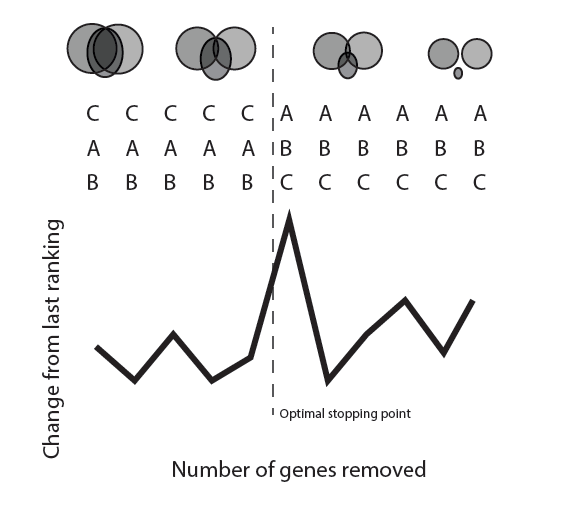 C C C C C A A A A A A
A A A A A B B B B B B
B B B B B C C C C C C
Change from last ranking
Optimal stopping point
Number of genes removed